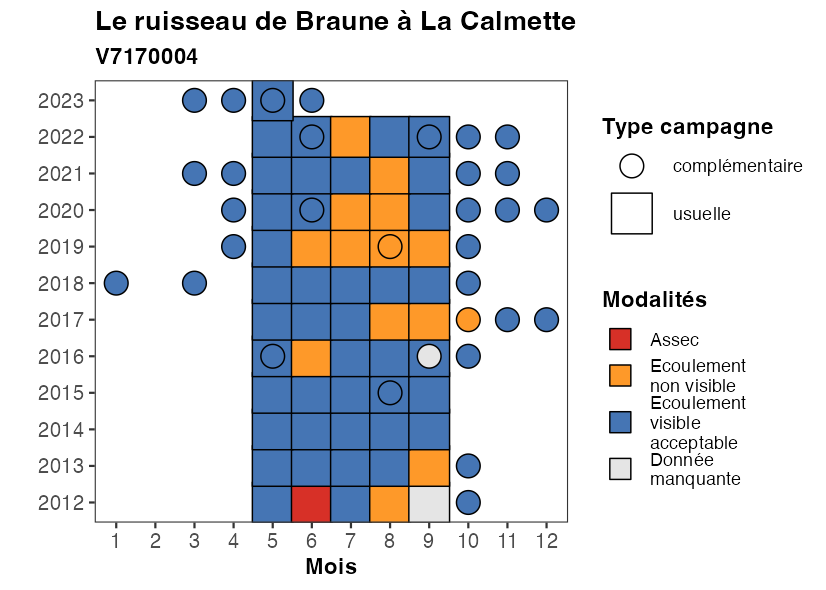 Le ruisseau de Braune à La Calmette
V7170004
2023
2022
2021
2020
2019
2018
2017
2016
2015
2014
2013
2012
1 2 3 4 5 6 7 8 9 10 11 12
Mois
Type campagne
complémentaire
usuelle
Modalités
Assec
Ecoulement
non visible
Ecoulement
visible
acceptable
Donnée
manquante